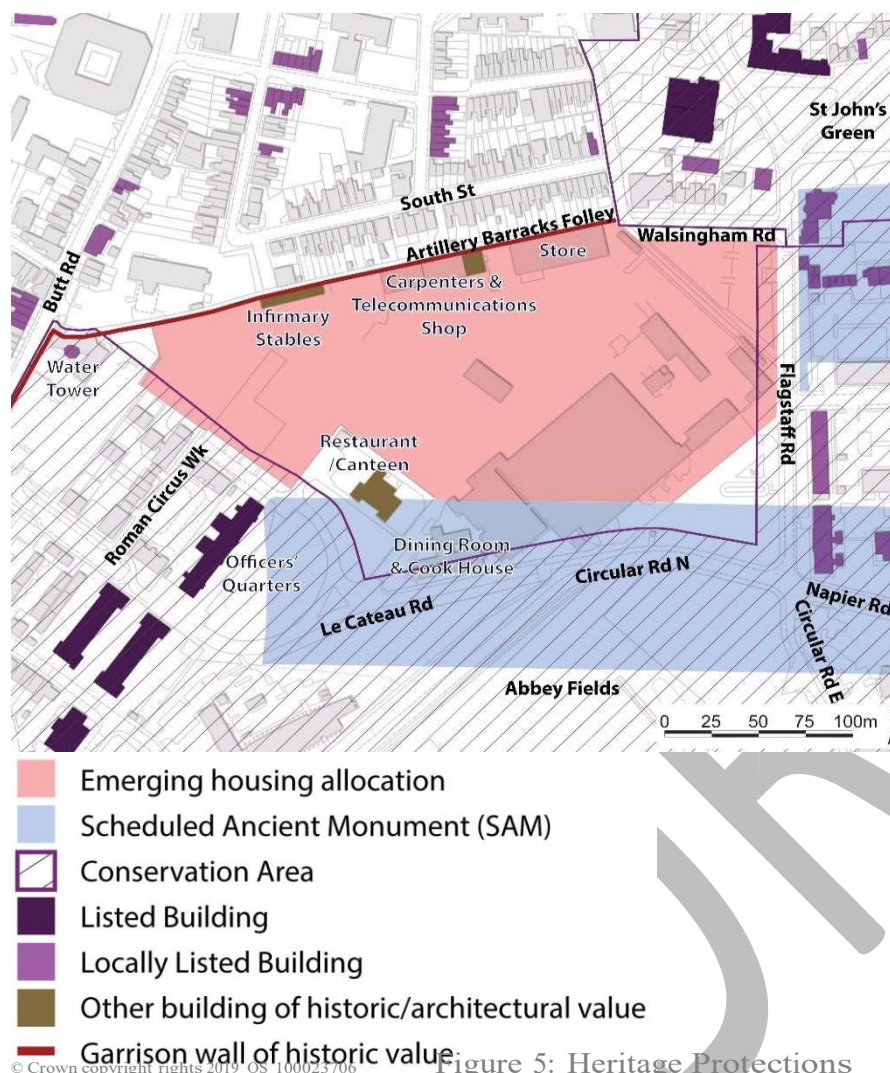 St John's
Green
South St
Artillery Barracks Folley
Walsingham Rd
Store
Butt Rd
Carpenters &
Telecommunications
Shop
Infirmary
Stables
Water
Tower
Flagstaff Rd
Restaurant
/Canteen
Roman Circus Wk
Officers'
Quarters
Dining Room
& Cook House
Circular Rd N
Le Cateau Rd
Napier Rd
Circular Rd E
Abbey Fields
0 25 50 75 100m
Emerging housing allocation
Scheduled Ancient Monument (SAM)
Conservation Area
Listed Building
Locally Listed Building
Other building of historic/architectural value
Garrison wall of historic value
© Crown copyright rights 2019 OS 100023706
Figure 5: Heritage Protections